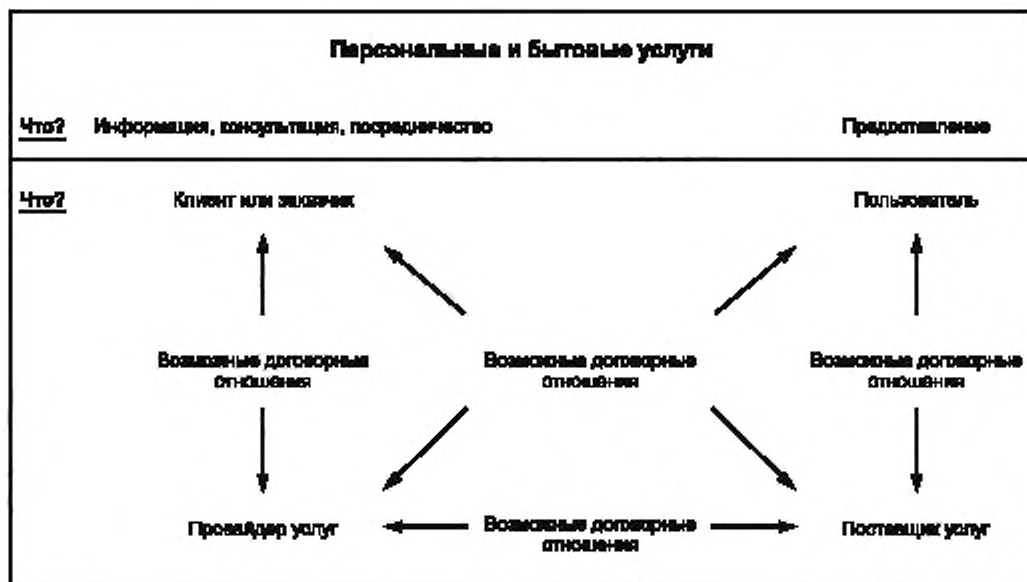 Персональные и бытовые услуги
Что? Информация, консультация, посредничество Предоставление
Что? Клиент или заказчик Пользователь
Возможные договорные отношения
Возможные договорные отношения
Возможные договорные отношения
Провайдер услуг
Возможные договорные отношения
Поставщик услуг